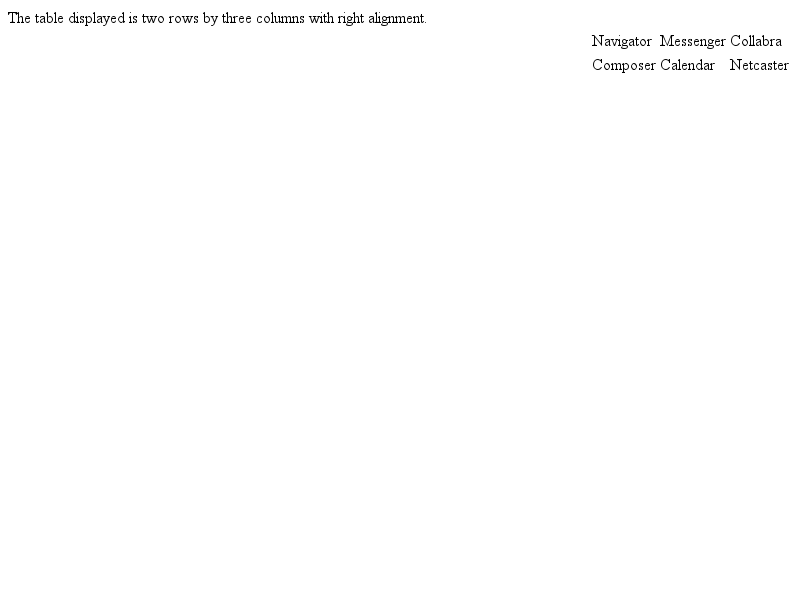 The table displayed is two rows by three columns with right alignment.
Navigator Messenger Collabra
Composer Calendar Netcaster